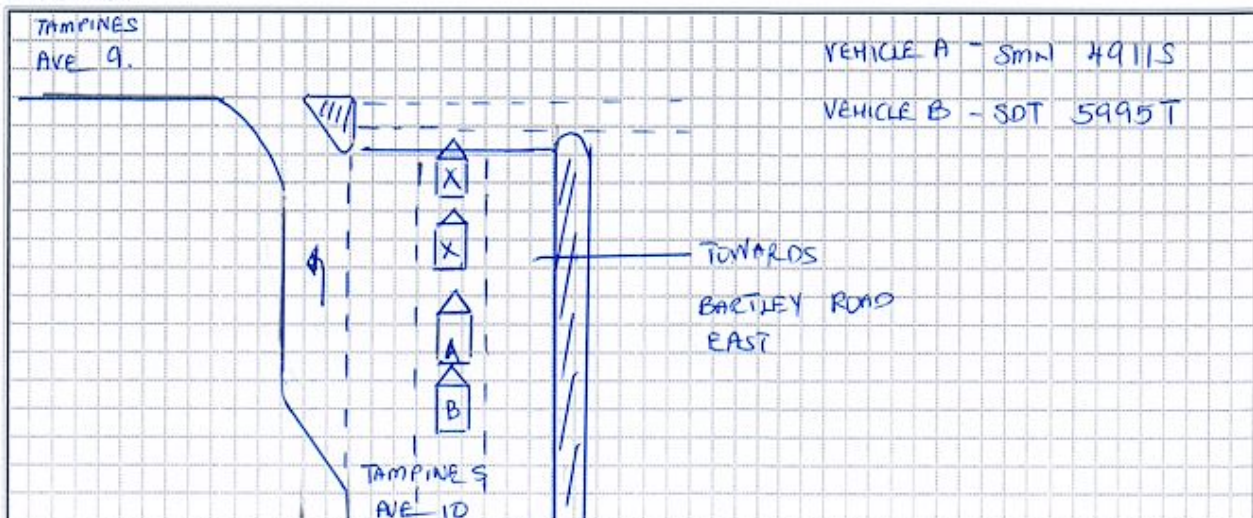 TAMPINES
AVE 9.
VEHICLE A - SMN 4911S
VEHICLE B - SDT 5995T
X
X
TOWARDS
BARTLEY ROAD
EAST
A
B
TAMPINES
AVE 10